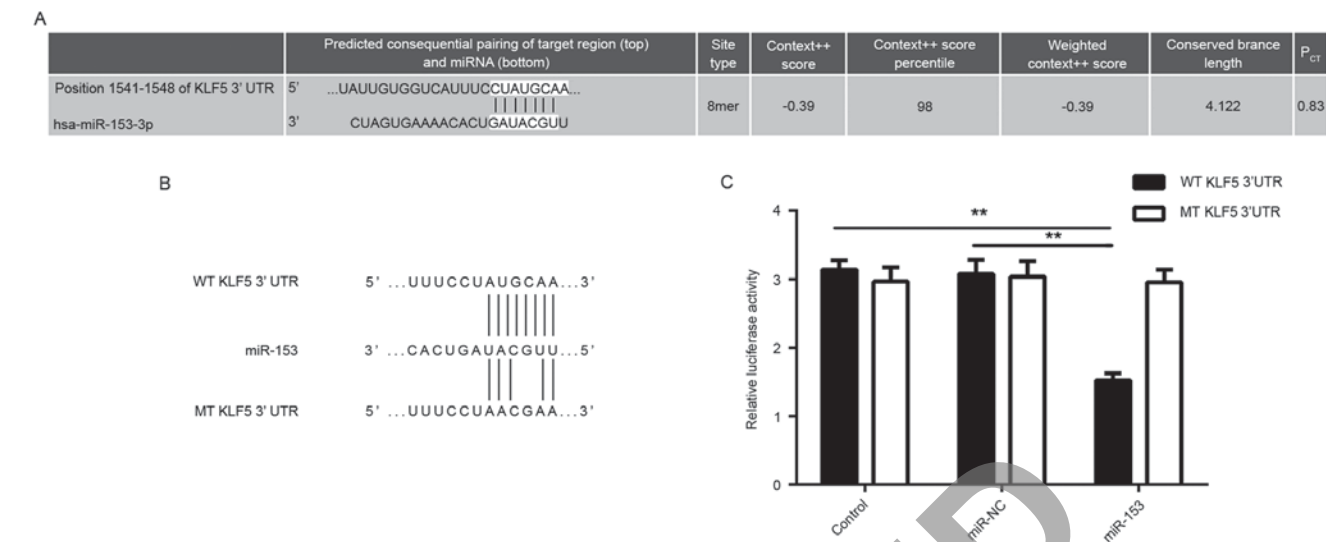 A
Predicted consequential pairing of target region (top)
and miRNA (bottom)
Site
type
Context++
score
Context++ score
percentile
Weighted
context++ score
Conserved brance
length
PCT
Position 1541-1548 of KLF5 3' UTR 5' ...UAUUGUGGUCAUUUCCUAUGCAA...
hsa-miR-153-3p 3' CUAGUGAAAACACUGAUACGUU
8mer -0.39 98 -0.39 4.122 0.83
B
WT KLF5 3' UTR 5' ...UUUCCUAUGCAA...3'
miR-153 3' ...CACUGAUACGUU...5'
MT KLF5 3' UTR 5' ...UUUCCUAACGAA...3'
C
WT KLF5 3'UTR
MT KLF5 3'UTR
**
**
Relative luciferase activity
4
3
2
1
0
Control
miR-NC
miR-153